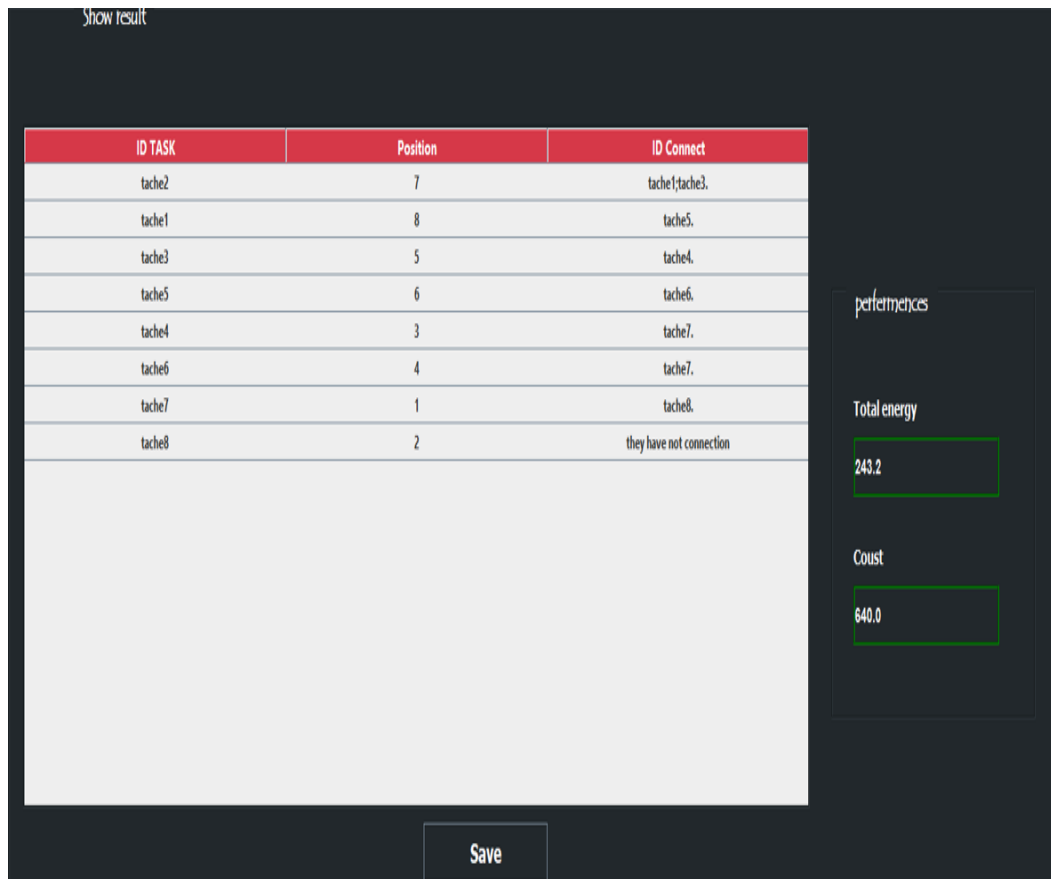 Show result
ID TASK Position ID Connect
tache2 7 tache1;tache3.
tache1 8 tache5.
tache3 5 tache4.
tache5 6 tache6.
tache4 3 tache7.
tache6 4 tache7.
tache7 1 tache8.
tache8 2 they have not connection
perfermences
Total energy
243.2
Coust
640.0
Save